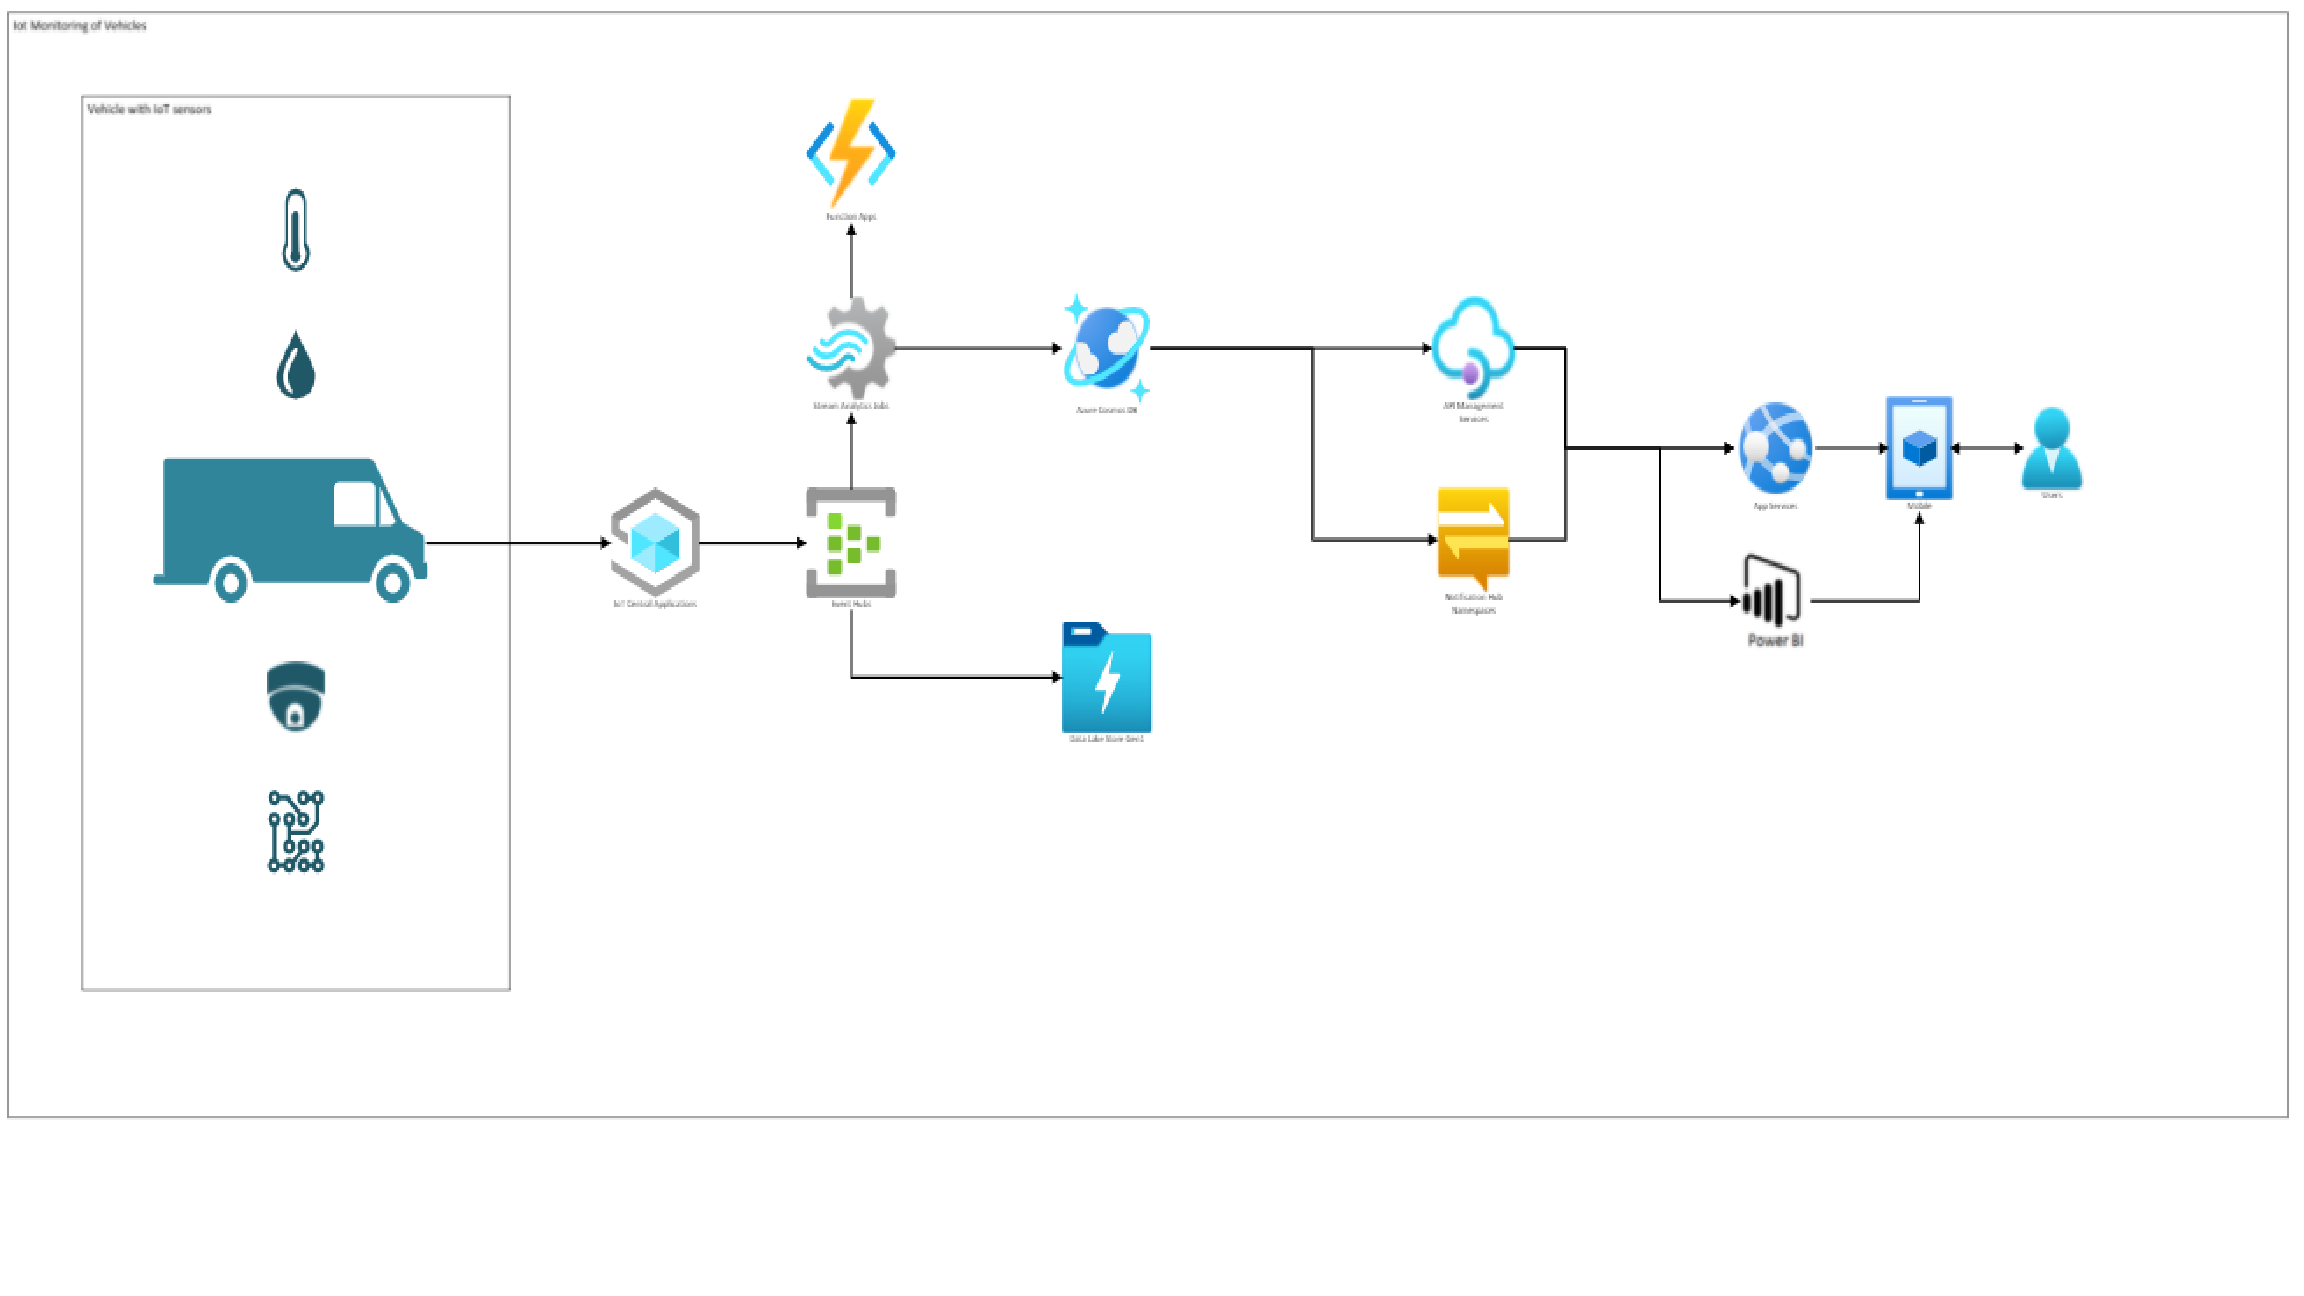 Iot Monitoring of Vehicles
Vehicle with IoT sensors
Function Apps
Stream Analytics Jobs
Azure Cosmos DB
API Management
Services
App Services
Mobile
Users
IoT Central Applications
Event Hubs
Notification Hub
Namespaces
Power BI
Data Lake Store Gen1